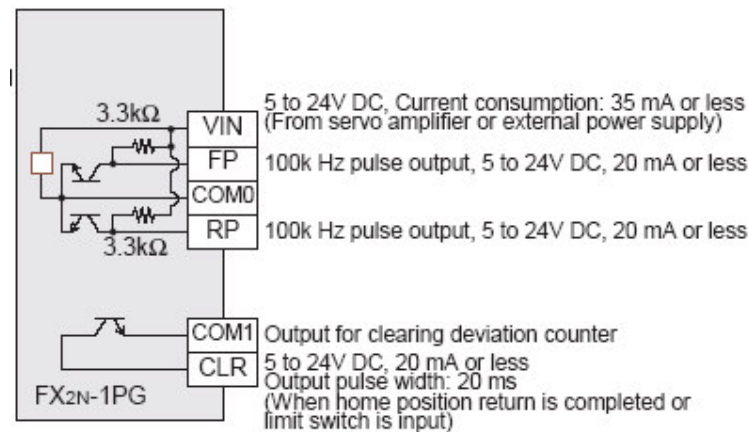 3.3kΩ
VIN
5 to 24V DC, Current consumption: 35 mA or less
(From servo amplifier or external power supply)
FP
100k Hz pulse output, 5 to 24V DC, 20 mA or less
COM0
RP
100k Hz pulse output, 5 to 24V DC, 20 mA or less
3.3kΩ
COM1
Output for clearing deviation counter
CLR
5 to 24V DC, 20 mA or less
Output pulse width: 20 ms
(When home position return is completed or
limit switch is input)
FX2N-1PG